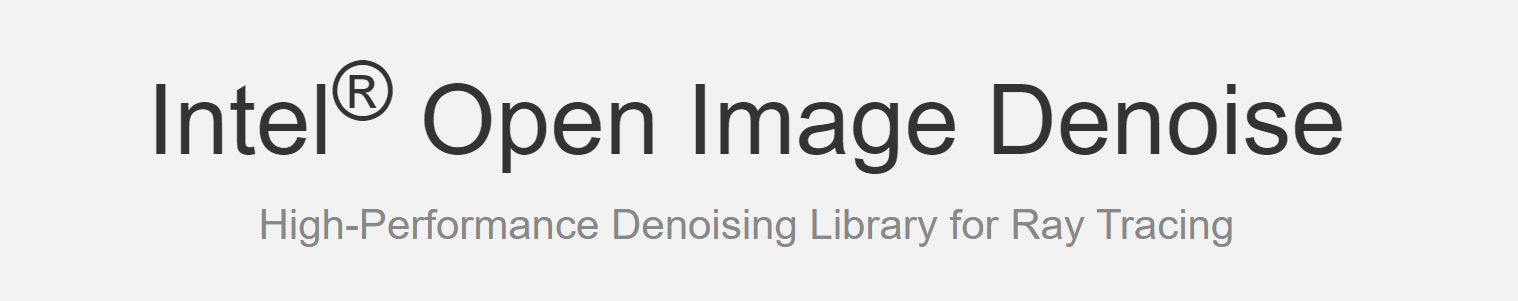 Intel® Open Image Denoise
High-Performance Denoising Library for Ray Tracing